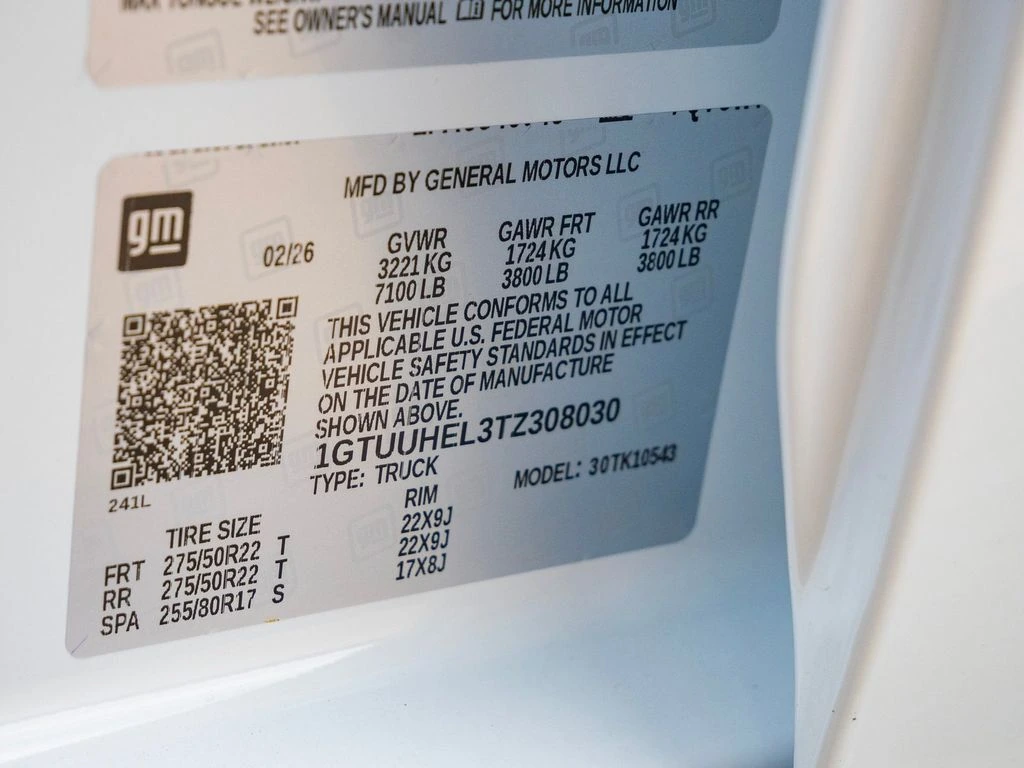 SEE OWNER'S MANUAL FOR MORE INFORMATION
MFD BY GENERAL MOTORS LLC
gm
02/26
GVWR GAWR FRT GAWR RR
3221 KG 1724 KG 1724 KG
7100 LB 3800 LB 3800 LB
THIS VEHICLE CONFORMS TO ALL
APPLICABLE U.S. FEDERAL MOTOR
VEHICLE SAFETY STANDARDS IN EFFECT
ON THE DATE OF MANUFACTURE
SHOWN ABOVE.
1GTUUHEL3TZ308030
TYPE: TRUCK MODEL: 30TK10543
241L
TIRE SIZE RIM
FRT 275/50R22 T 22X9J
RR 275/50R22 T 22X9J
SPA 255/80R17 S 17X8J